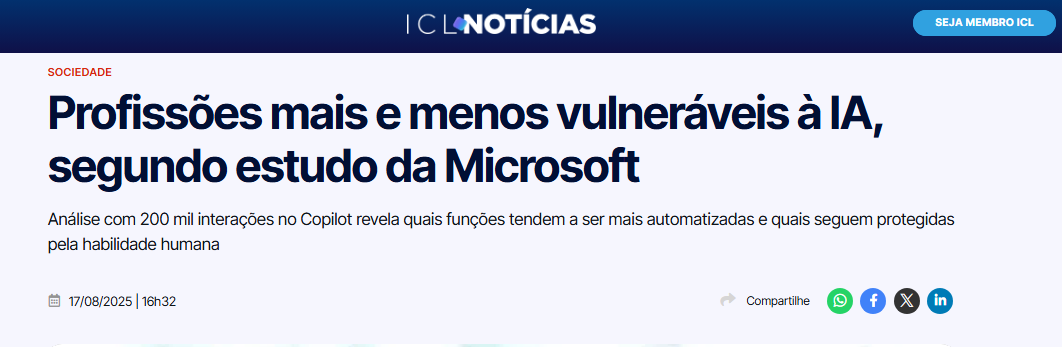 ICL NOTÍCIAS
SEJA MEMBRO ICL
SOCIEDADE
Profissões mais e menos vulneráveis à IA,
segundo estudo da Microsoft
Análise com 200 mil interações no Copilot revela quais funções tendem a ser mais automatizadas e quais seguem protegidas
pela habilidade humana
17/08/2025 | 16h32
Compartilhe